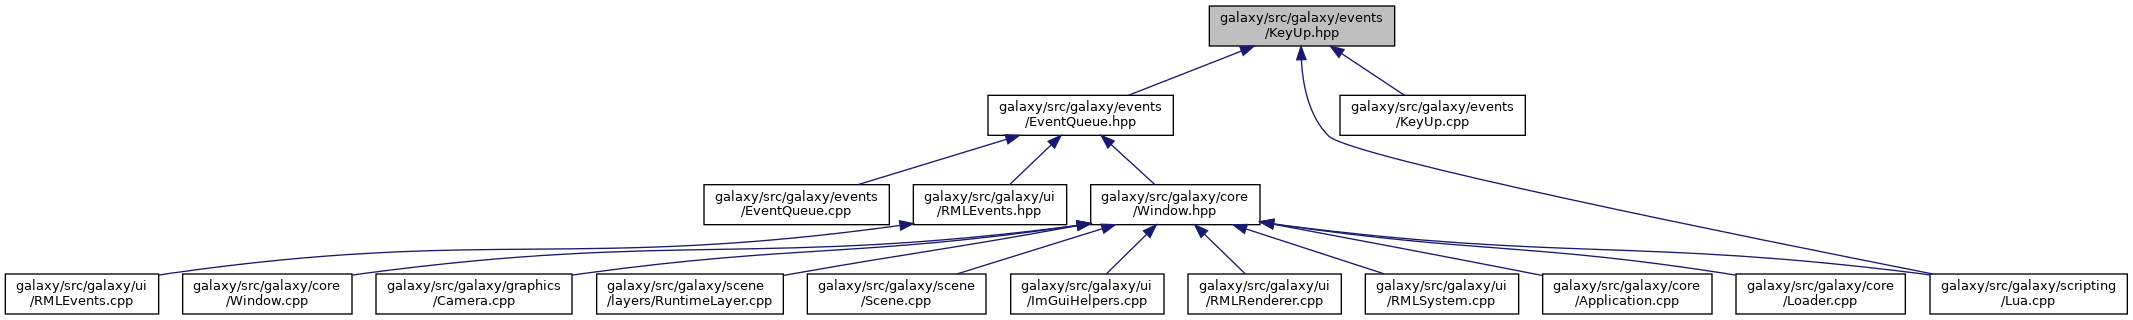 galaxy/src/galaxy/events
/KeyUp.hpp
galaxy/src/galaxy/events
/EventQueue.hpp
galaxy/src/galaxy/events
/KeyUp.cpp
galaxy/src/galaxy/events
/EventQueue.cpp
galaxy/src/galaxy/ui
/RMLEvents.hpp
galaxy/src/galaxy/core
/Window.hpp
galaxy/src/galaxy/ui
/RMLEvents.cpp
galaxy/src/galaxy/core
/Window.cpp
galaxy/src/galaxy/graphics
/Camera.cpp
galaxy/src/galaxy/scene
/layers/RuntimeLayer.cpp
galaxy/src/galaxy/scene
/Scene.cpp
galaxy/src/galaxy/ui
/ImGuiHelpers.cpp
galaxy/src/galaxy/ui
/RMLRenderer.cpp
galaxy/src/galaxy/ui
/RMLSystem.cpp
galaxy/src/galaxy/core
/Application.cpp
galaxy/src/galaxy/core
/Loader.cpp
galaxy/src/galaxy/scripting
/Lua.cpp